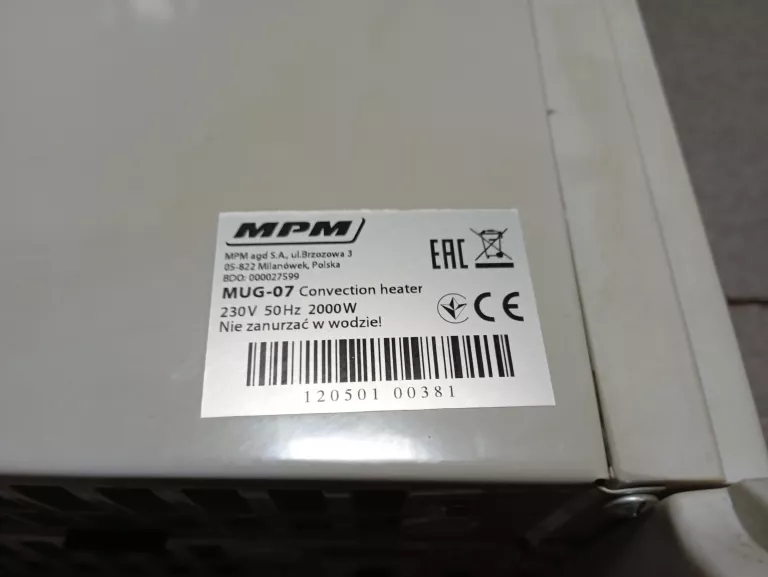 MPM
MPM agd S.A., ul.Brzozowa 3
05-822 Milanówek, Polska
BDO: 000027599
MUG-07 Convection heater
230V 50Hz 2000W
Nie zanurzać w wodzie!
EAC
CE
120501 00381